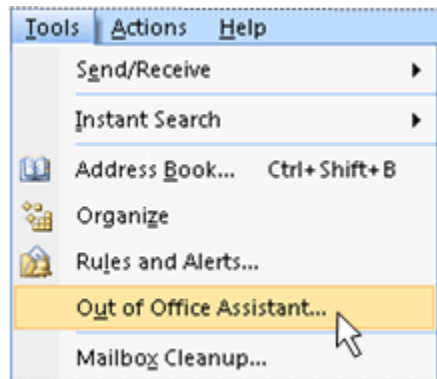 Tools Actions Help
Send/Receive
Instant Search
Address Book... Ctrl+Shift+B
Organize
Rules and Alerts...
Out of Office Assistant...
Mailbox Cleanup...